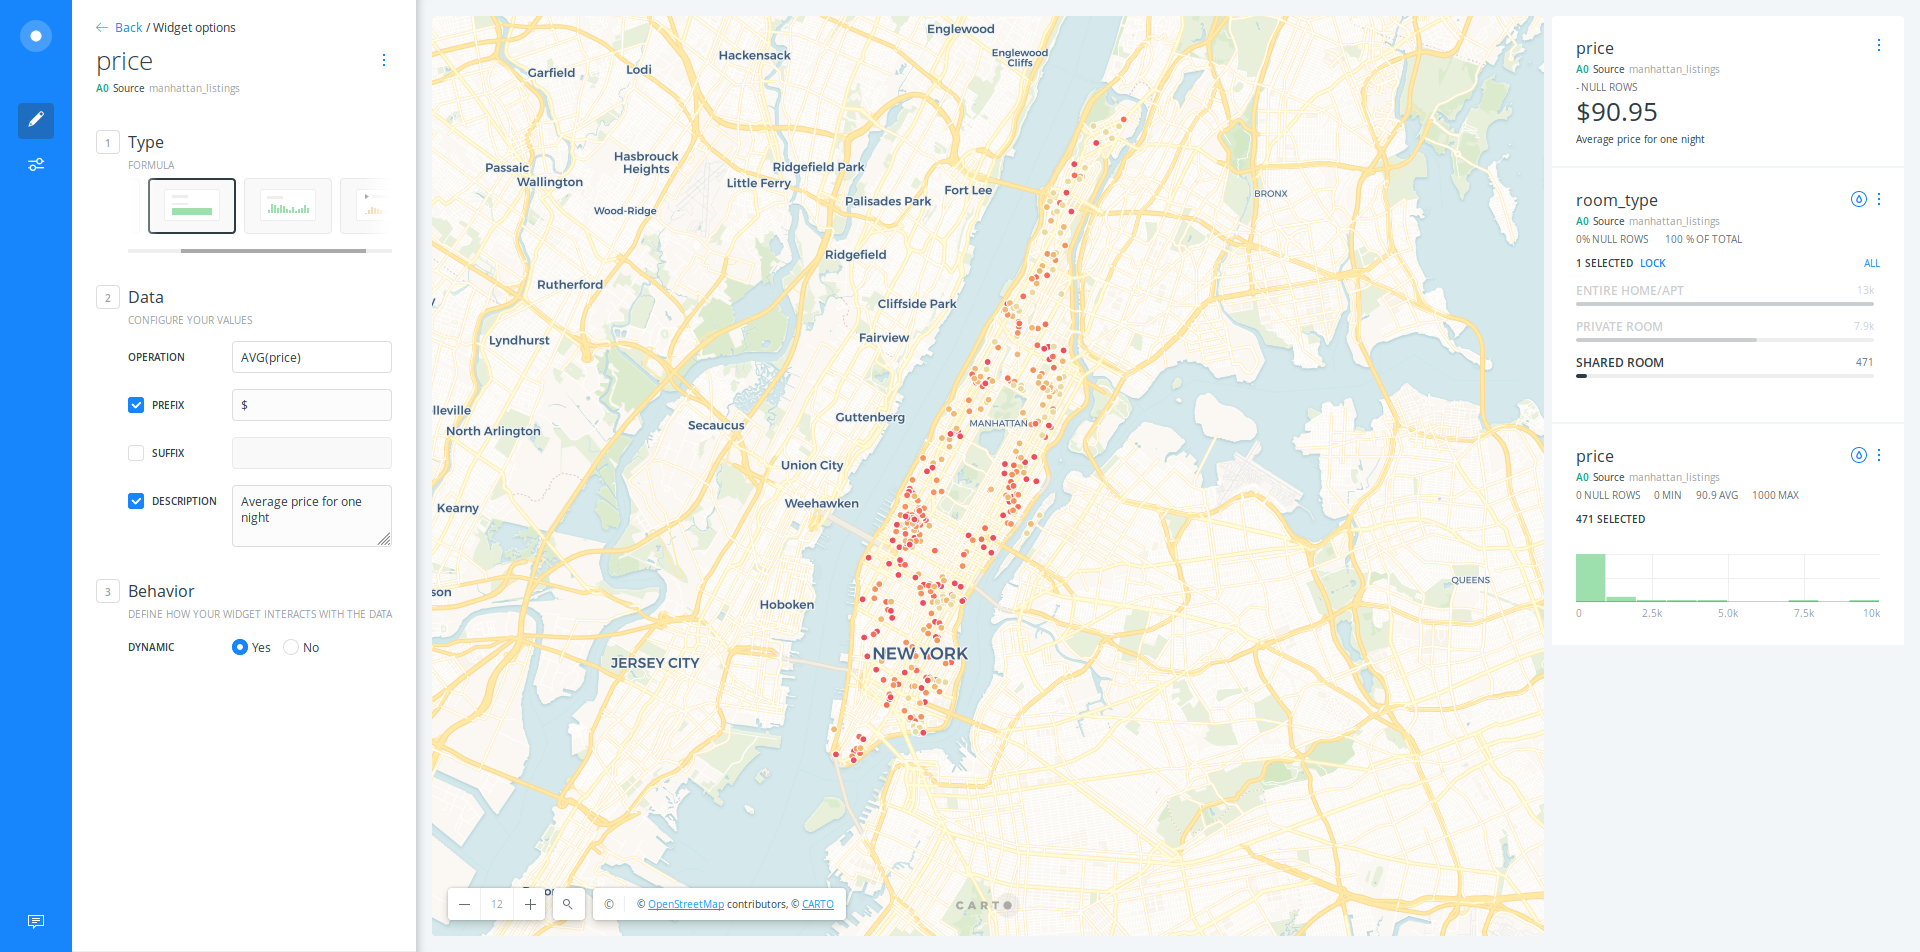 Back / Widget options
price
A0 Source manhattan_listings
1 Type
FORMULA
2 Data
CONFIGURE YOUR VALUES
OPERATION AVG(price)
PREFIX $
SUFFIX
DESCRIPTION Average price for one
night
3 Behavior
DEFINE HOW YOUR WIDGET INTERACTS WITH THE DATA
DYNAMIC Yes No
Englewood
Englewood
Cliffs
Hackensack
Garfield
Lodi
Hasbrouck
Heights
Passaic
Wallington
Ridgefield Park
Little Ferry
Fort Lee
Palisades Park
BRONX
Wood-Ridge
Ridgefield
Rutherford
Cliffside Park
Fairview
Lyndhurst
lleville
North Arlington
Secaucus
Guttenberg
MANHATTAN
Union City
Weehawken
Kearny
QUEENS
son
Hoboken
NEW YORK
JERSEY CITY
12
© © OpenStreetMap contributors, © CARTO
CARTO
price
A0 Source manhattan_listings
- NULL ROWS
$90.95
Average price for one night
room_type
A0 Source manhattan_listings
0% NULL ROWS 100 % OF TOTAL
1 SELECTED LOCK ALL
ENTIRE HOME/APT 13k
PRIVATE ROOM 7.9k
SHARED ROOM 471
price
A0 Source manhattan_listings
0 NULL ROWS 0 MIN 90.9 AVG 1000 MAX
471 SELECTED
0 2.5k 5.0k 7.5k 10k